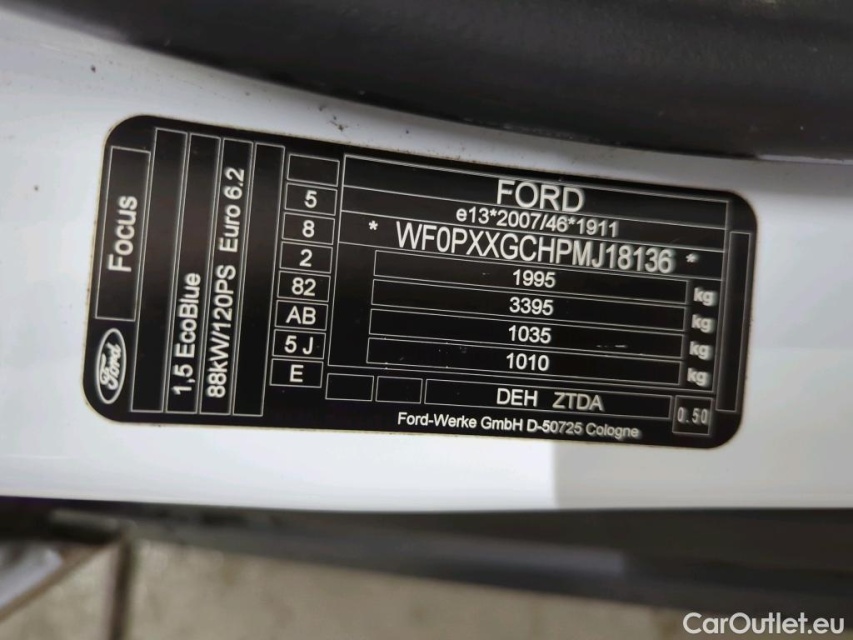 FORD
e13*2007/46*1911
* WF0PXXGCHPMJ18136 *
1995 kg
3395 kg
1035 kg
1010 kg
DEH ZTDA
0.50
Ford-Werke GmbH D-50725 Cologne
5
8
2
82
AB
5J
E
Focus
Ford
1,5 EcoBlue
88kW/120PS Euro 6.2
CarOutlet.eu